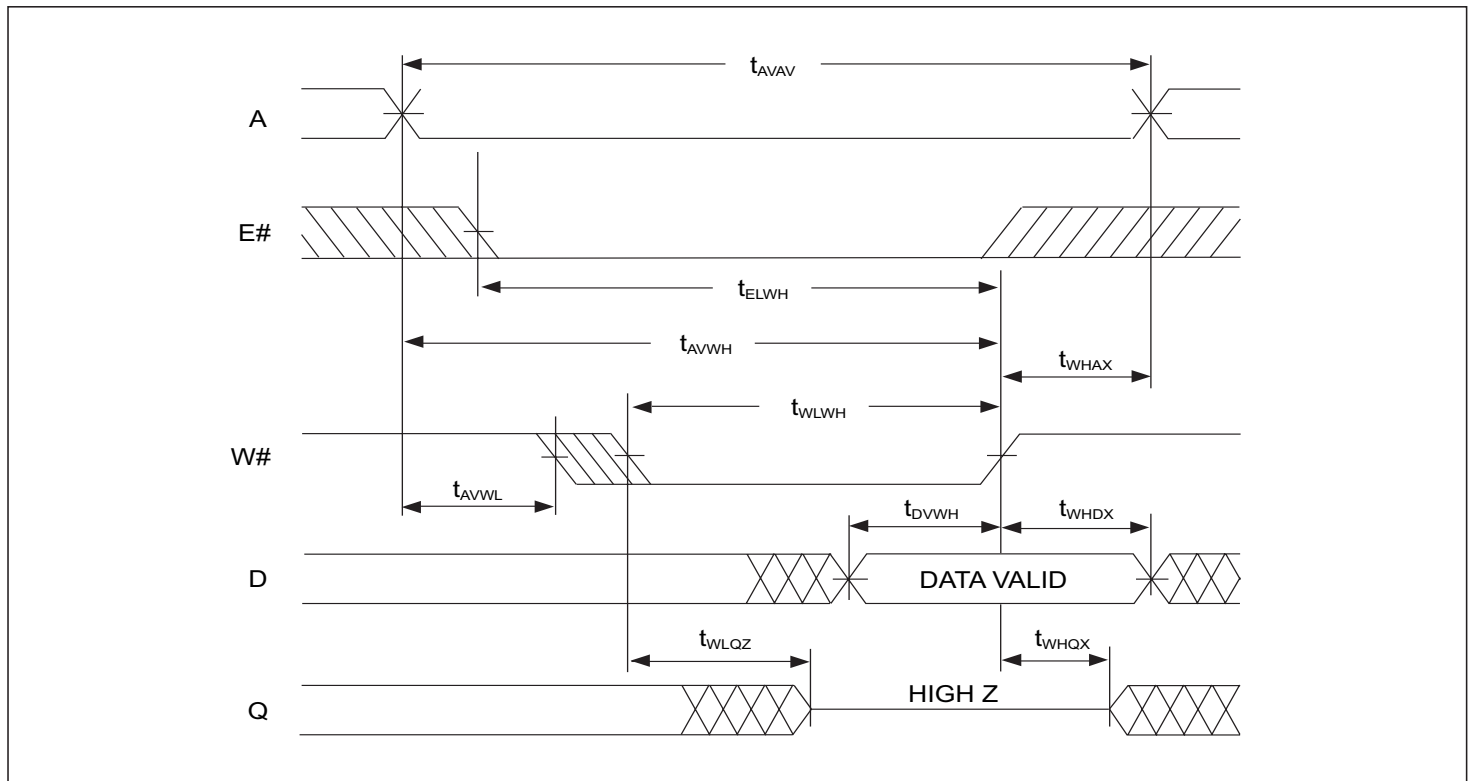 tAVAV
A
E#
tELWH
tAVWH
tWHAX
tWLWH
W#
tAVWL
tDVWH
tWHDX
D
DATA VALID
tWLQZ
tWHQX
HIGH Z
Q